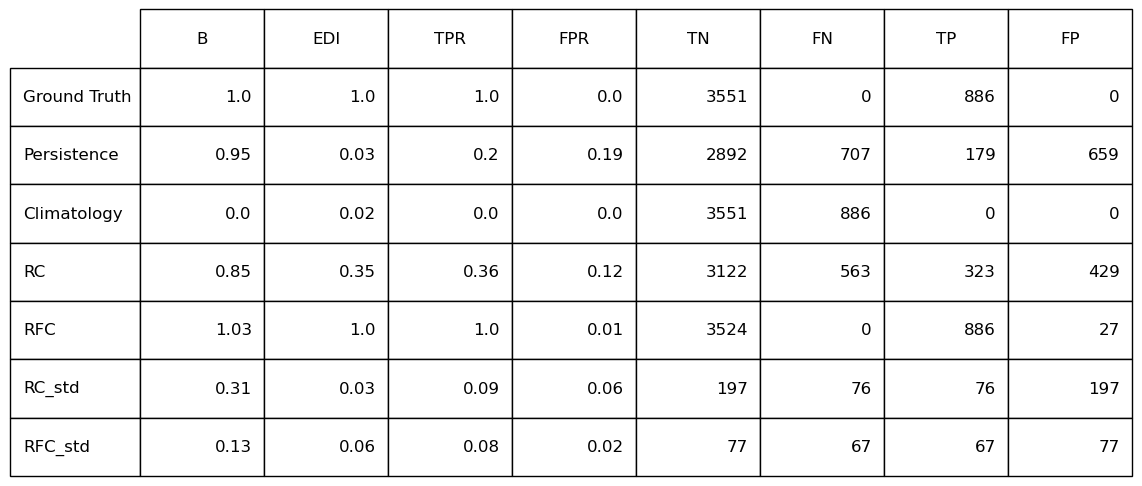 B EDI TPR FPR TN FN TP FP
Ground Truth 1.0 1.0 1.0 0.0 3551 0 886 0
Persistence 0.95 0.03 0.2 0.19 2892 707 179 659
Climatology 0.0 0.02 0.0 0.0 3551 886 0 0
RC 0.85 0.35 0.36 0.12 3122 563 323 429
RFC 1.03 1.0 1.0 0.01 3524 0 886 27
RC_std 0.31 0.03 0.09 0.06 197 76 76 197
RFC_std 0.13 0.06 0.08 0.02 77 67 67 77